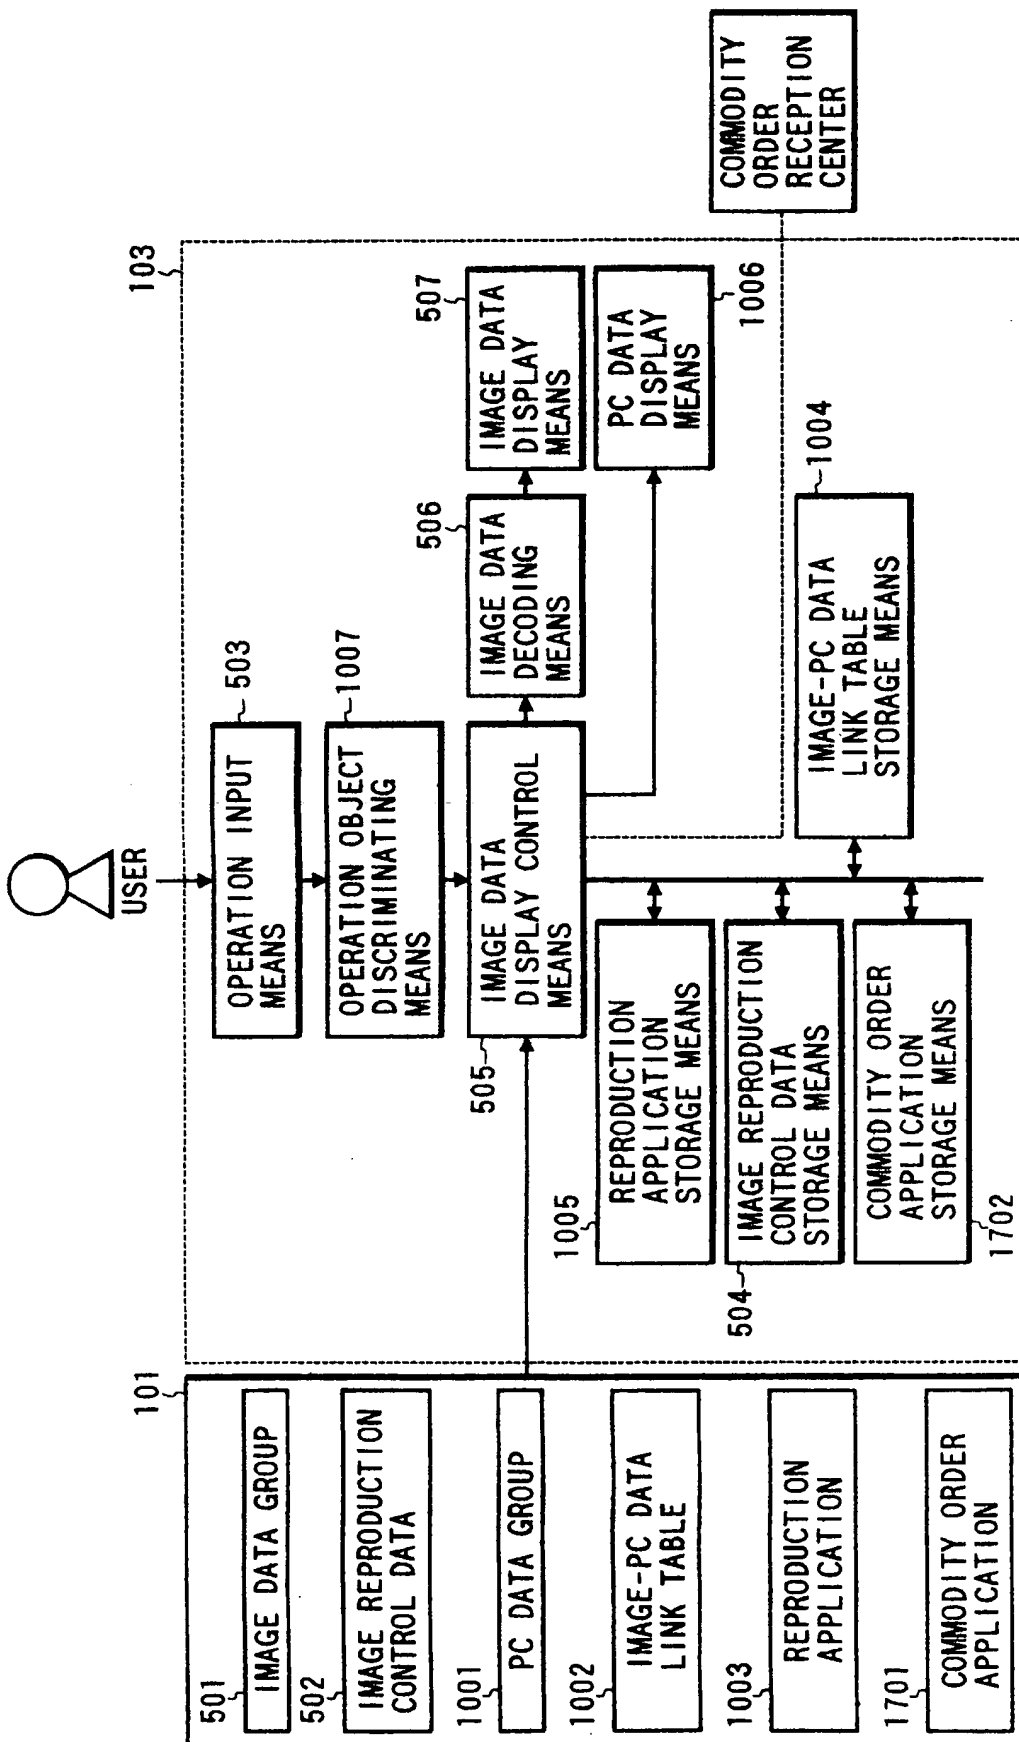 USER
103
OPERATION INPUT
MEANS
503
OPERATION OBJECT
DISCRIMINATING
MEANS
1007
IMAGE DATA
DISPLAY CONTROL
MEANS
505
IMAGE DATA
DECODING
MEANS
506
IMAGE DATA
DISPLAY
MEANS
507
PC DATA
DISPLAY
MEANS
1006
COMMODITY
ORDER
RECEPTION
CENTER
REPRODUCTION
APPLICATION
STORAGE MEANS
1005
IMAGE REPRODUCTION
CONTROL DATA
STORAGE MEANS
504
COMMODITY ORDER
APPLICATION
STORAGE MEANS
1702
IMAGE-PC DATA
LINK TABLE
STORAGE MEANS
1004
101
501
IMAGE DATA GROUP
502
IMAGE REPRODUCTION
CONTROL DATA
1001
PC DATA GROUP
1002
IMAGE-PC DATA
LINK TABLE
1003
REPRODUCTION
APPLICATION
1701
COMMODITY ORDER
APPLICATION